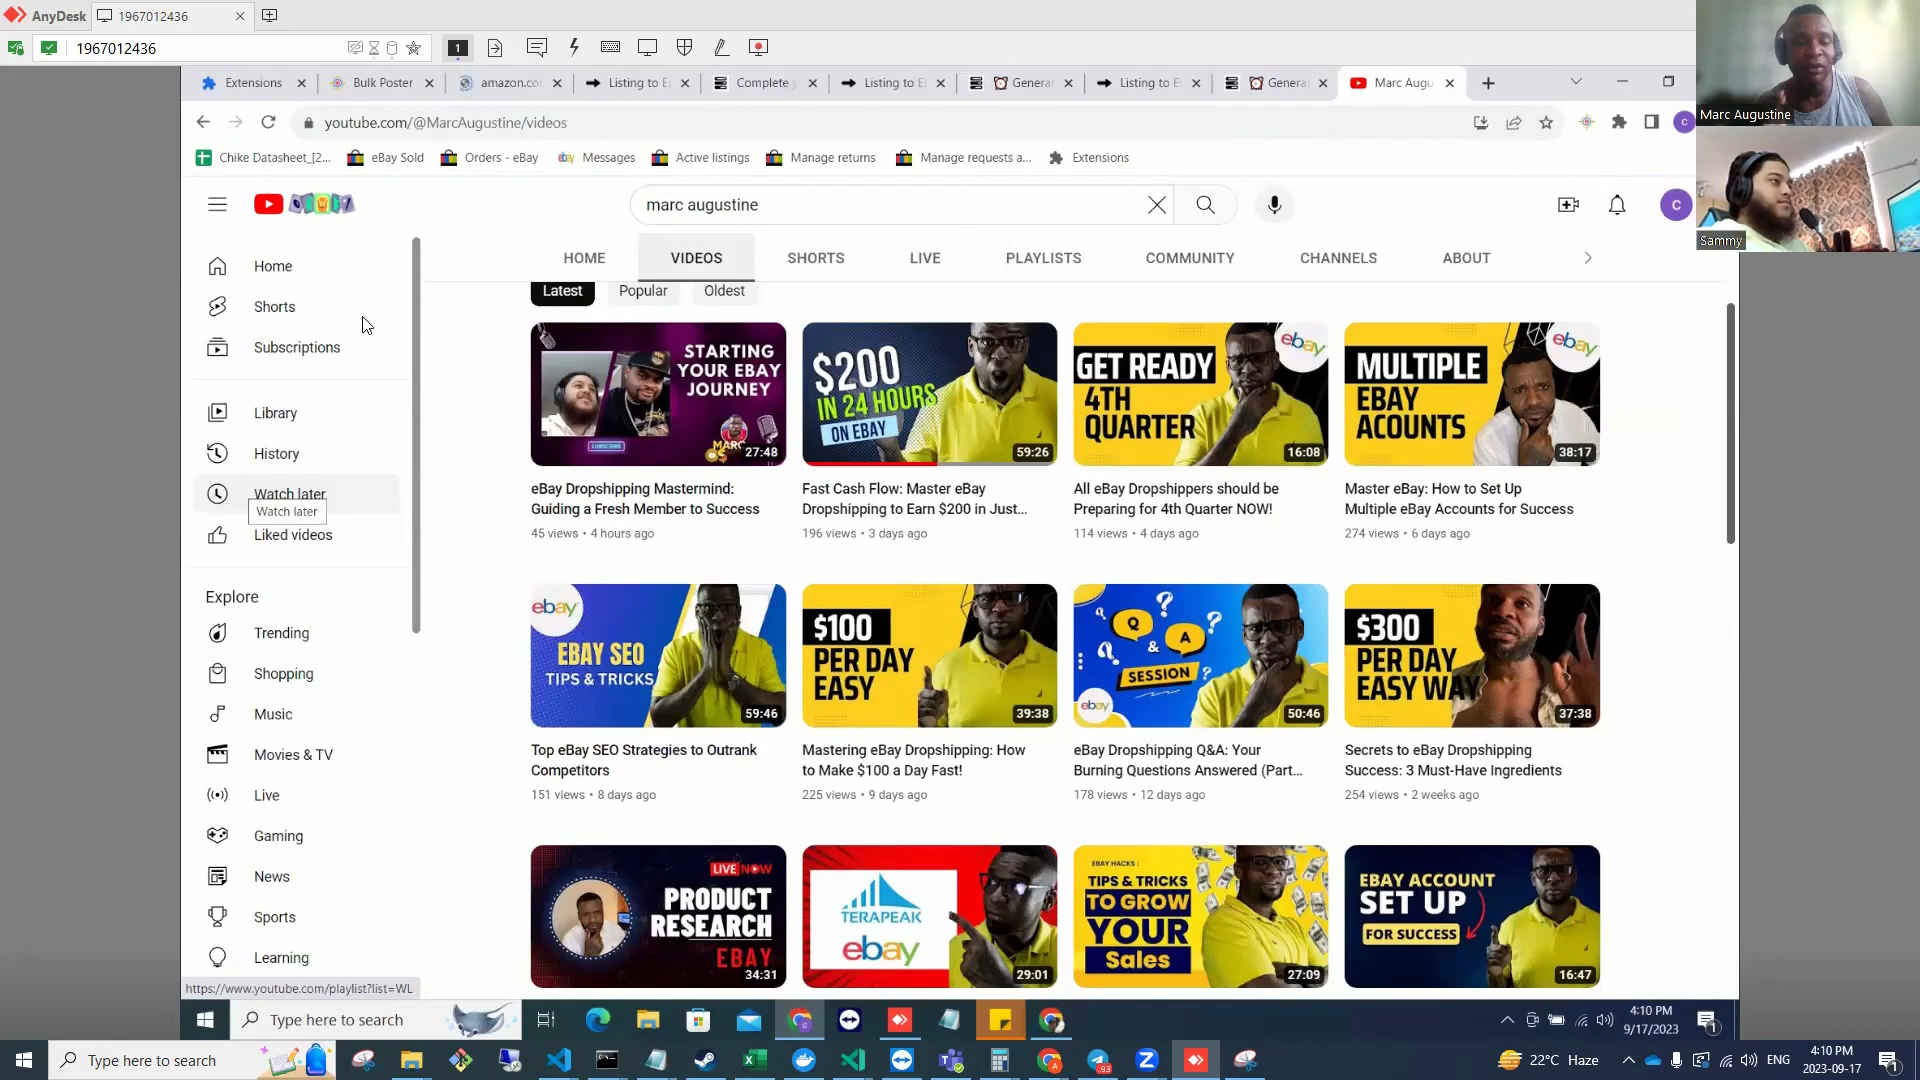 AnyDesk
1967012436
1967012436
1
Extensions
Bulk Poster
amazon.co
Listing to E
Complete
Listing to E
Genera
Listing to E
Genera
Marc Augu
youtube.com/@MarcAugustine/videos
C
Chike Datasheet_[2...
eBay Sold
Orders - eBay
ebay
Messages
Active listings
Manage returns
Manage requests a...
Extensions
Marc Augustine
Sammy
marc augustine
C
Home
Shorts
Subscriptions
Library
History
Watch later
Watch later
Liked videos
Explore
Trending
Shopping
Music
Movies & TV
Live
Gaming
News
Sports
Learning
https://www.youtube.com/playlist?list=WL
HOME
VIDEOS
SHORTS
LIVE
PLAYLISTS
COMMUNITY
CHANNELS
ABOUT
Latest
Popular
Oldest
STARTING
YOUR EBAY
JOURNEY
SUBSCRIBE
MARC
27:48
eBay Dropshipping Mastermind:
Guiding a Fresh Member to Success
45 views • 4 hours ago
$200
IN 24 HOURS
ON EBAY
59:26
Fast Cash Flow: Master eBay
Dropshipping to Earn $200 in Just...
196 views • 3 days ago
ebay
GET READY
4TH
QUARTER
16:08
All eBay Dropshippers should be
Preparing for 4th Quarter NOW!
114 views • 4 days ago
ebay
MULTIPLE
EBAY
ACOUNTS
38:17
Master eBay: How to Set Up
Multiple eBay Accounts for Success
274 views • 6 days ago
ebay
EBAY SEO
TIPS & TRICKS
59:46
Top eBay SEO Strategies to Outrank
Competitors
151 views • 8 days ago
$100
PER DAY
EASY
39:38
Mastering eBay Dropshipping: How
to Make $100 a Day Fast!
225 views • 9 days ago
Q
&
A
SESSION
ebay
50:46
eBay Dropshipping Q&A: Your
Burning Questions Answered (Part...
178 views • 12 days ago
$300
PER DAY
EASY WAY
37:38
Secrets to eBay Dropshipping
Success: 3 Must-Have Ingredients
254 views • 2 weeks ago
LIVE NOW
PRODUCT
RESEARCH
EBAY
34:31
TERAPEAK
ebay
29:01
EBAY HACKS :
TIPS & TRICKS
TO GROW
YOUR
Sales
27:09
EBAY ACCOUNT
SET UP
FOR SUCCESS
16:47
Type here to search
4:10 PM
9/17/2023
1
Type here to search
22°C Haze
ENG
4:10 PM
2023-09-17
1